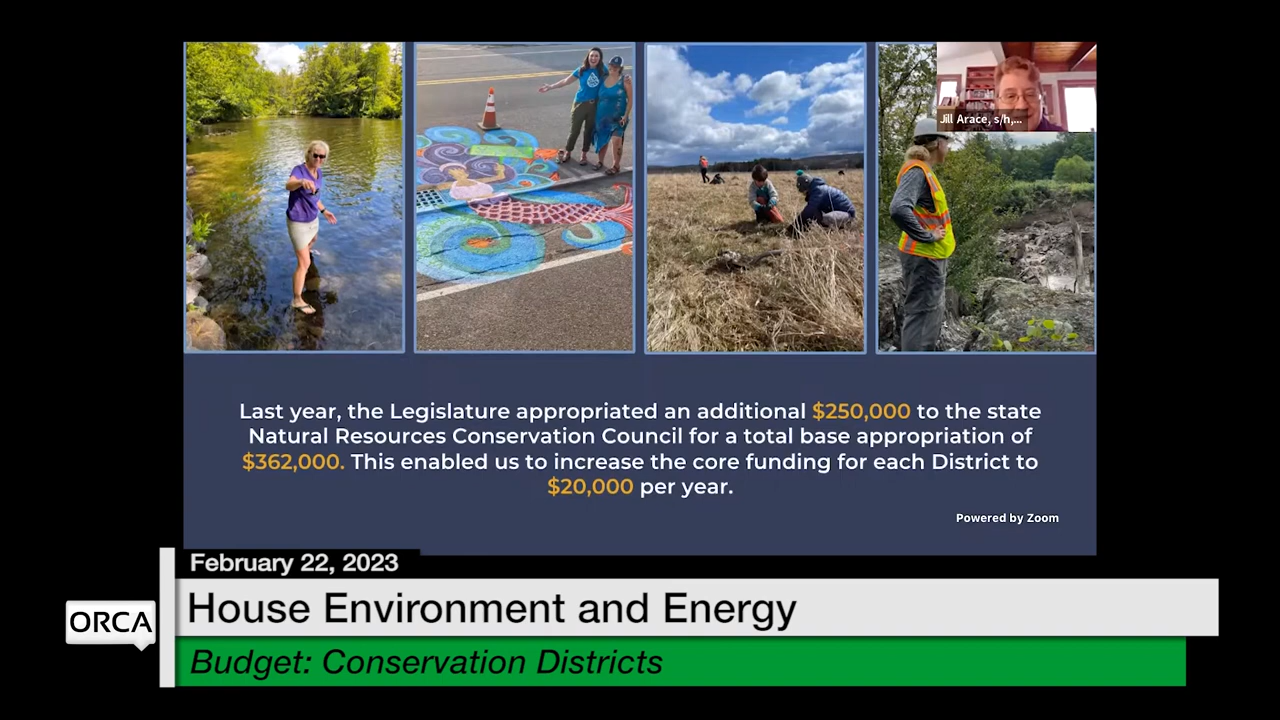 Jill Arace, s/h,...
Last year, the Legislature appropriated an additional $250,000 to the state
Natural Resources Conservation Council for a total base appropriation of
$362,000. This enabled us to increase the core funding for each District to
$20,000 per year.
Powered by Zoom
February 22, 2023
House Environment and Energy
ORCA
Budget: Conservation Districts